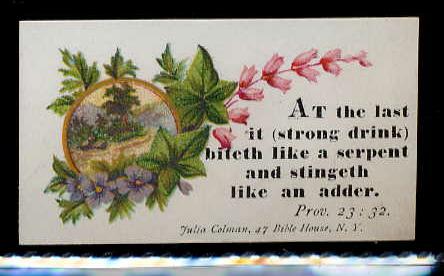 AT the last
it (strong drink)
biteth like a serpent
and stingeth
like an adder.
Prov. 23 : 32.
Julia Colman, 47 Bible House, N. Y.